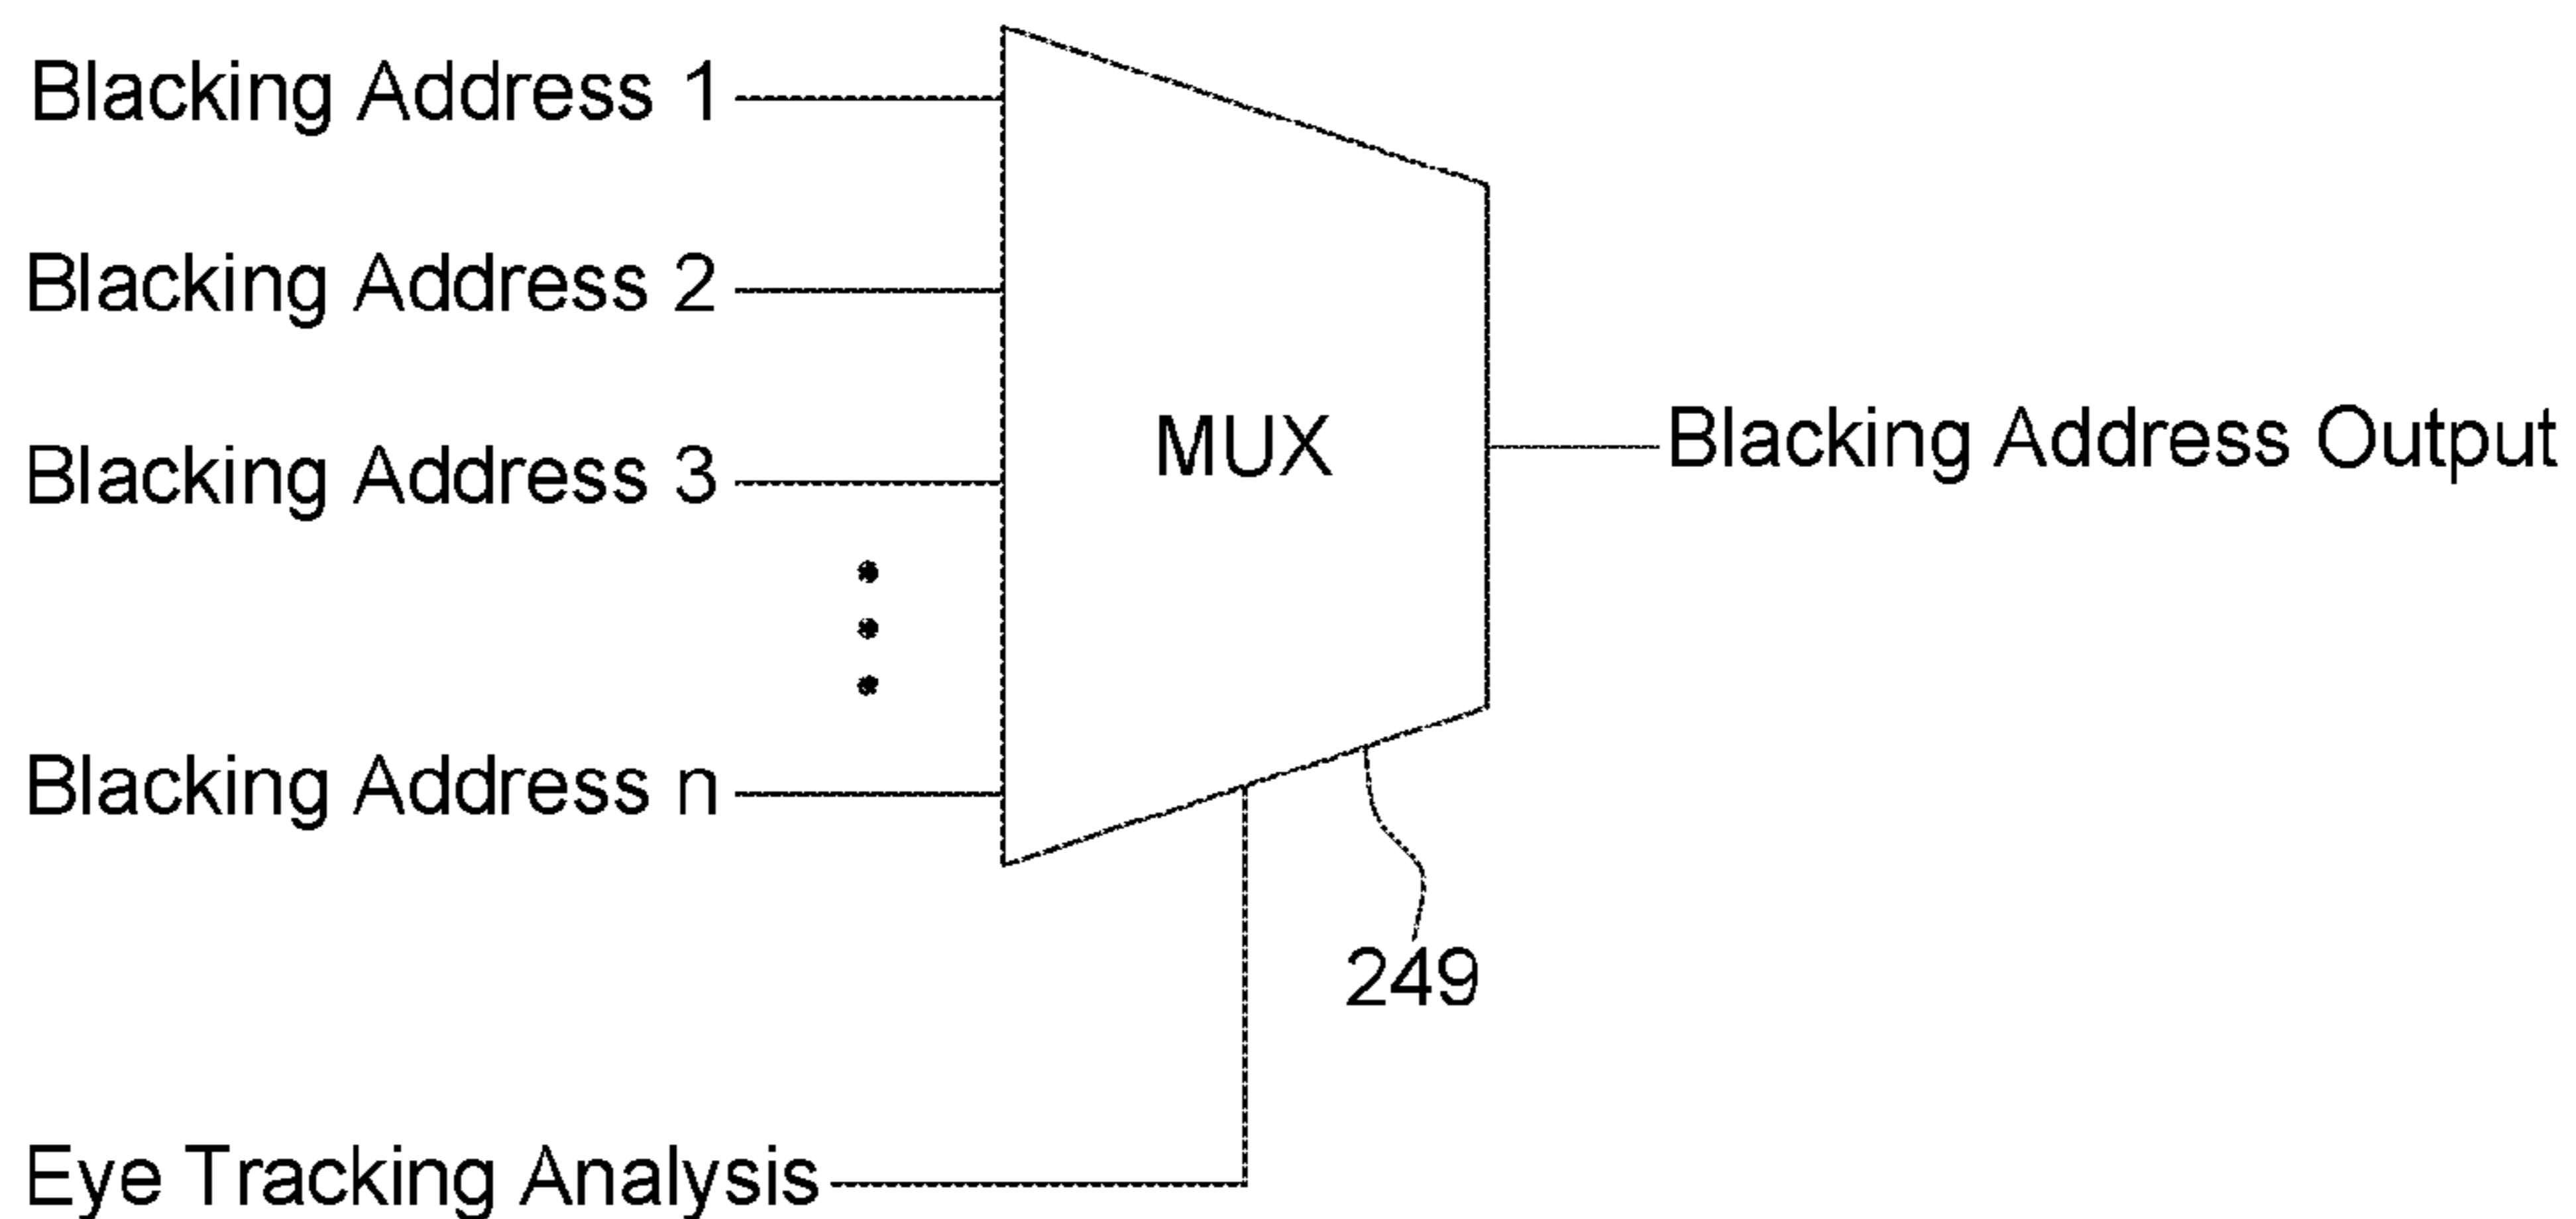 Blacking Address 1
Blacking Address 2
Blacking Address 3
MUX
Blacking Address Output
Blacking Address n
249
Eye Tracking Analysis